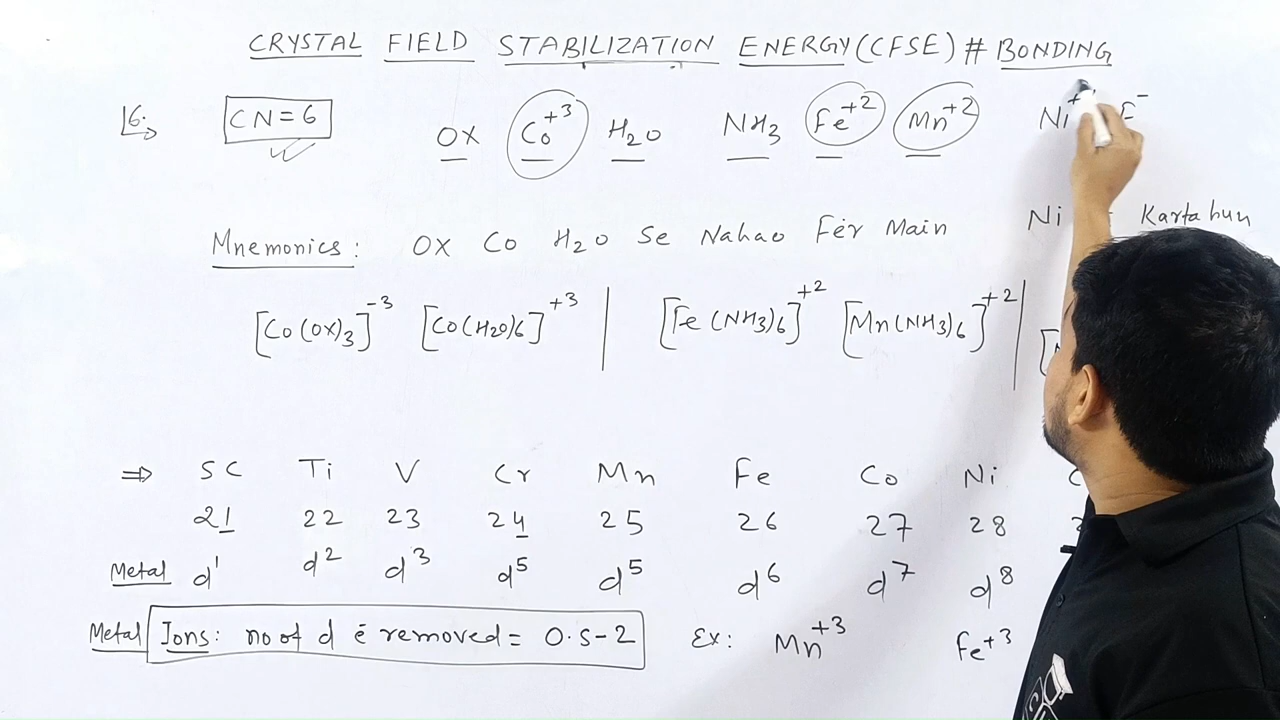 CRYSTAL FIELD STABILIZATION ENERGY (CFSE) # BONDING
16. CN=6 OX Co+3 H2O NH3 Fe+2 Mn+2 Ni+ F-
Mnemonics: OX Co H2O Se Nahao Fer Main Ni Kartahun
[Co(OX)3]-3 [Co(H2O)6]+3 | [Fe(NH3)6]+2 [Mn(NH3)6]+2 | [
⇒ SC Ti V Cr Mn Fe Co Ni
21 22 23 24 25 26 27 28
Metal d1 d2 d3 d5 d5 d6 d7 d8
Metal Ions: no of d ē removed = O.S-2 Ex: Mn+3 Fe+3